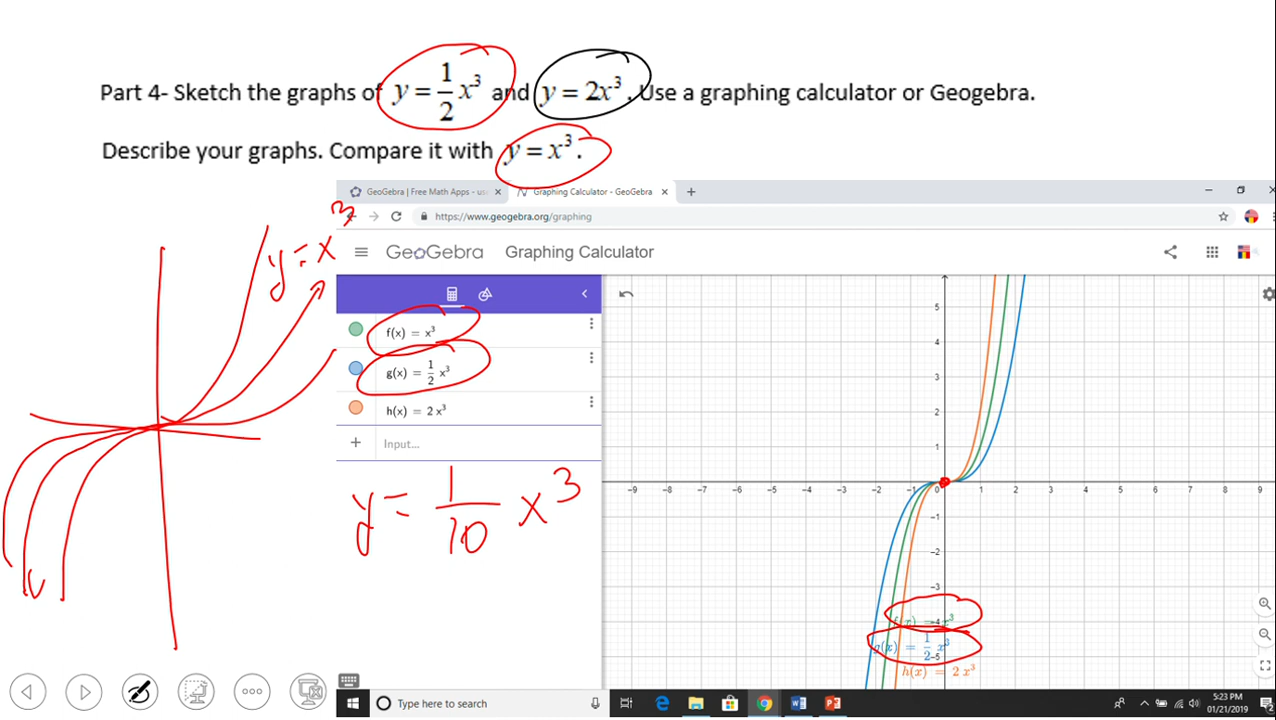 Part 4- Sketch the graphs of y = 1/2 x³ and y = 2x³. Use a graphing calculator or Geogebra.
Describe your graphs. Compare it with y = x³.
y = x³
GeoGebra | Free Math Apps - us
Graphing Calculator - GeoGebra
https://www.geogebra.org/graphing
GeoGebra Graphing Calculator
f(x) = x³
g(x) = 1/2 x³
h(x) = 2 x³
Input...
y = 1/10 x³
5
4
3
2
1
-9 -8 -7 -6 -5 -4 -3 -2 -1 0 1 2 3 4 5 6 7 8 9
-1
-2
-3
-4
-5
f(x) = x³
g(x) = 1/2 x³
h(x) = 2 x³
Type here to search
5:23 PM
01/21/2019
2